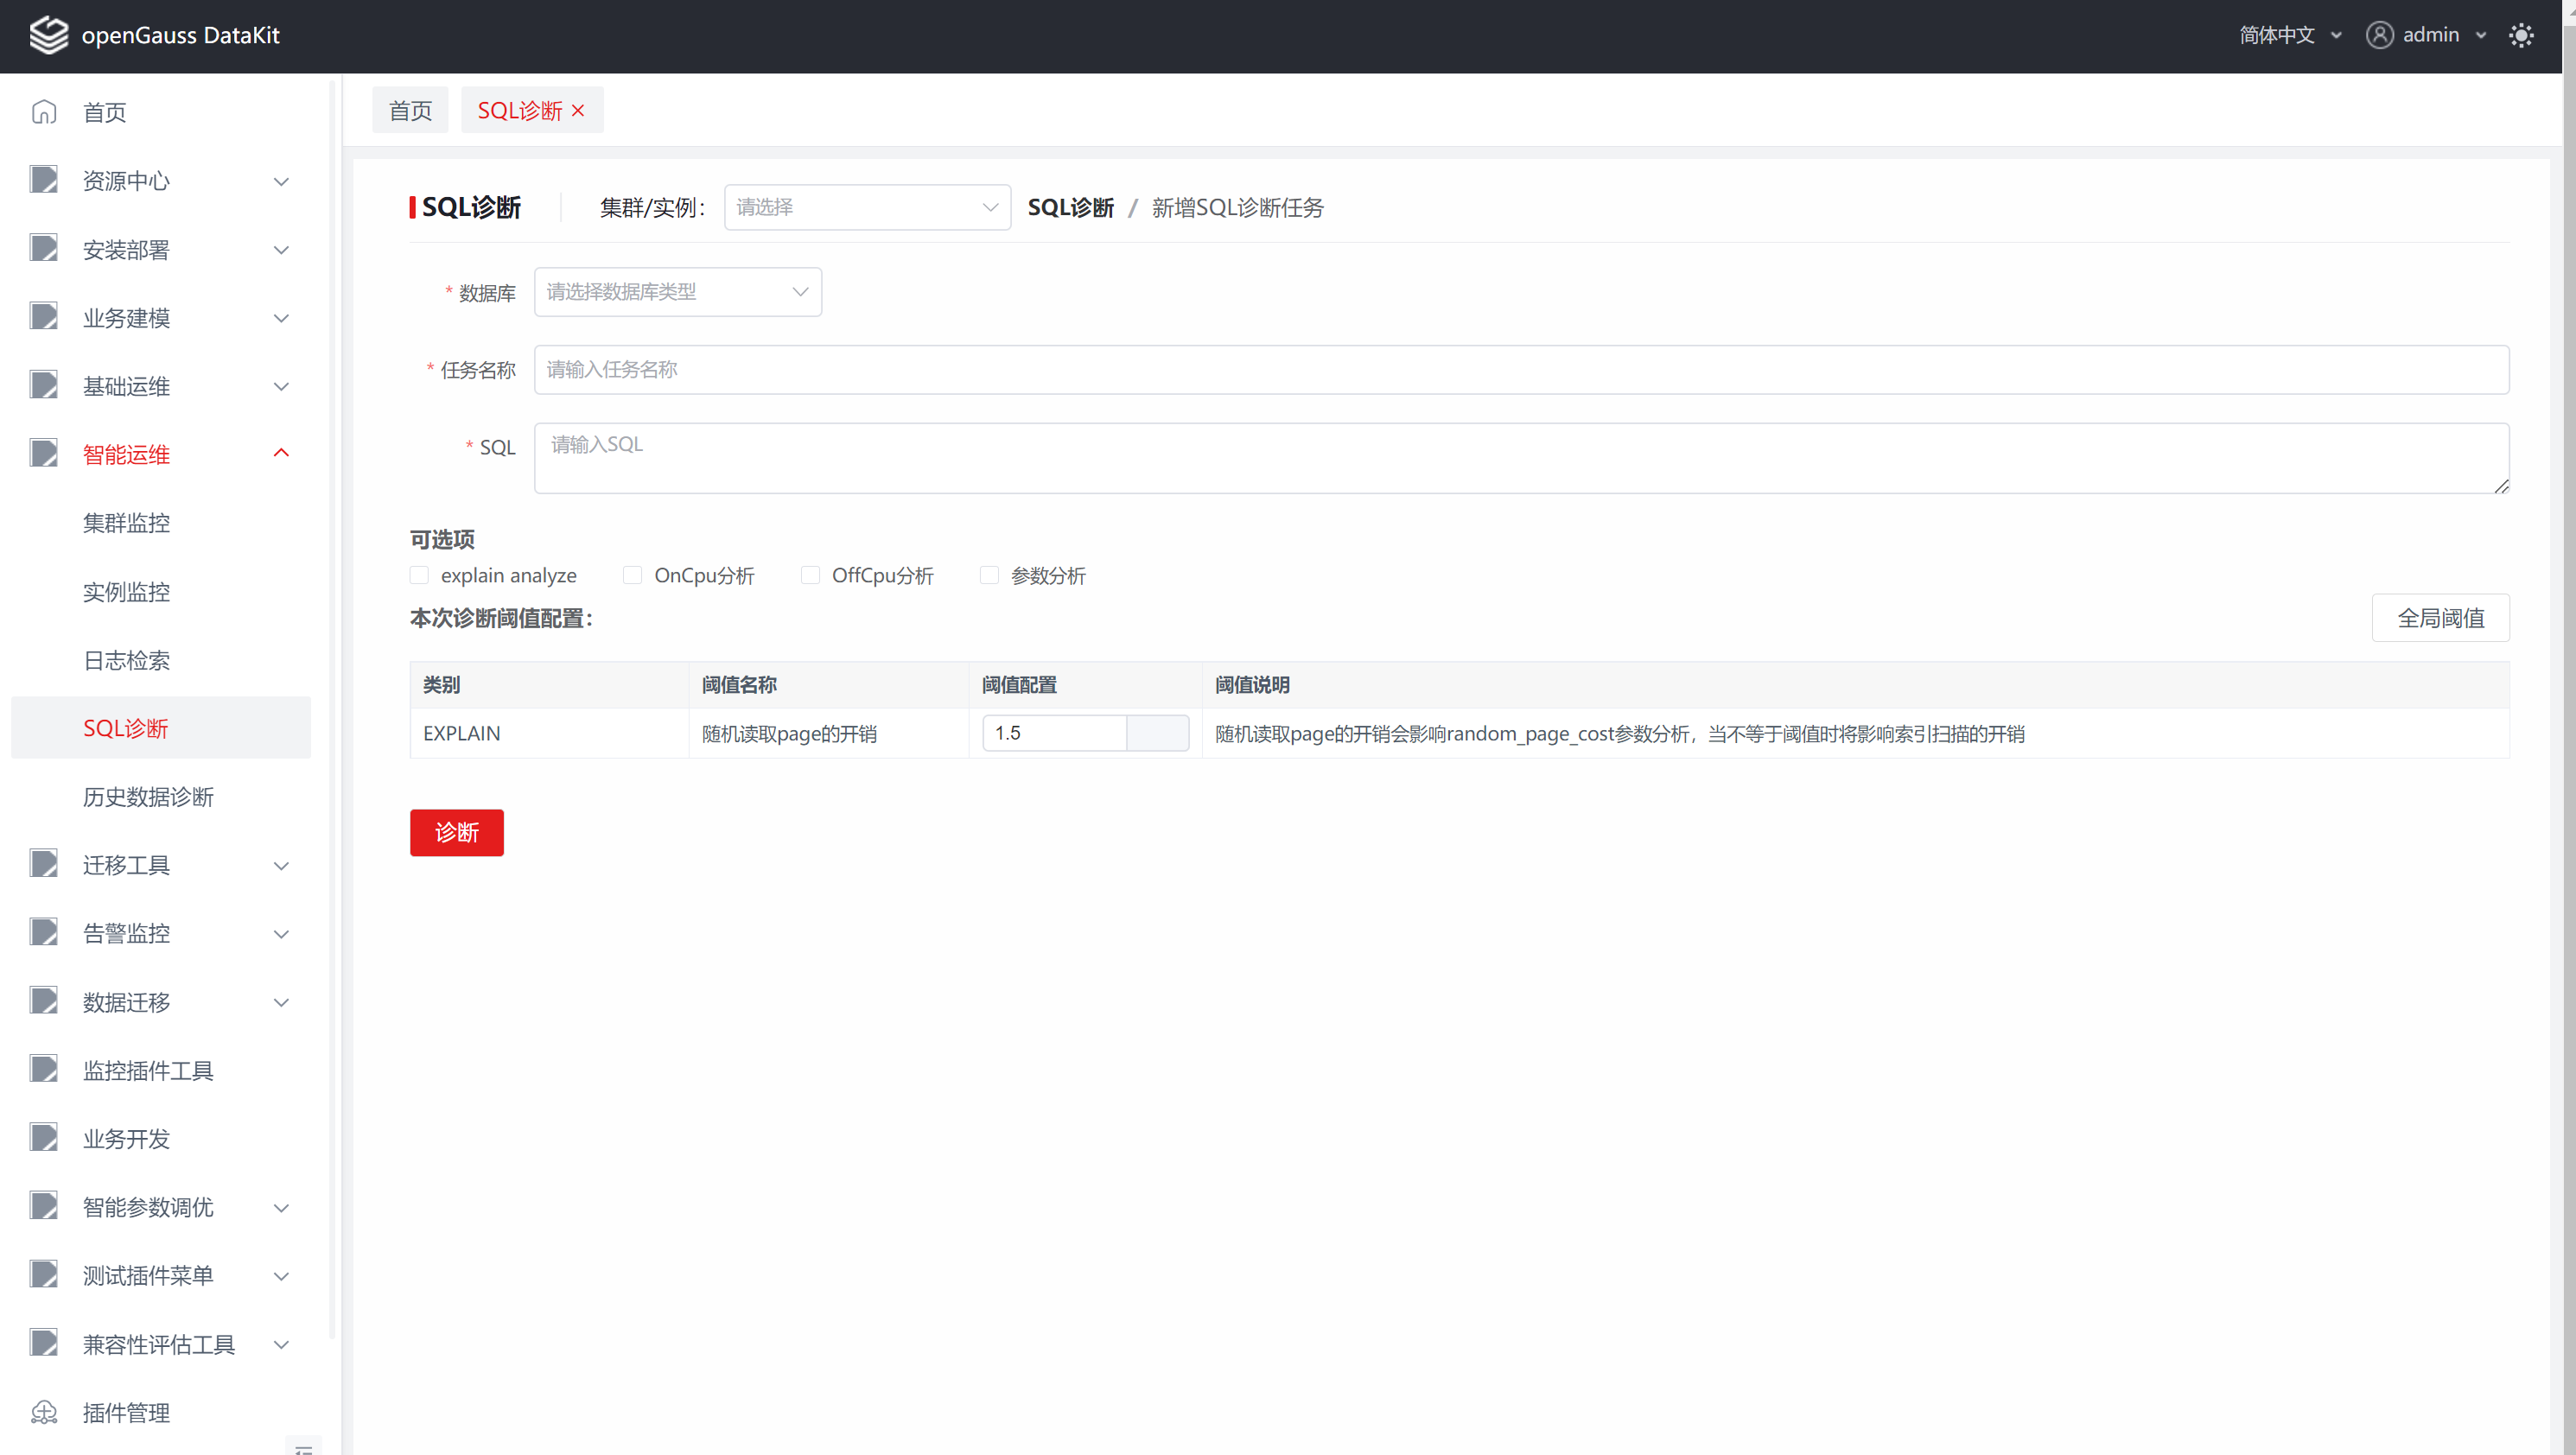 openGauss DataKit
简体中文
admin
首页
资源中心
安装部署
业务建模
基础运维
智能运维
集群监控
实例监控
日志检索
SQL诊断
历史数据诊断
迁移工具
告警监控
数据迁移
监控插件工具
业务开发
智能参数调优
测试插件菜单
兼容性评估工具
插件管理
首页
SQL诊断
SQL诊断
集群/实例：
请选择
SQL诊断 / 新增SQL诊断任务
* 数据库
请选择数据库类型
* 任务名称
请输入任务名称
* SQL
请输入SQL
可选项
explain analyze
OnCpu分析
OffCpu分析
参数分析
本次诊断阈值配置：
全局阈值
类别 阈值名称 阈值配置 阈值说明
EXPLAIN 随机读取page的开销 1.5 随机读取page的开销会影响random_page_cost参数分析，当不等于阈值时将影响索引扫描的开销
诊断